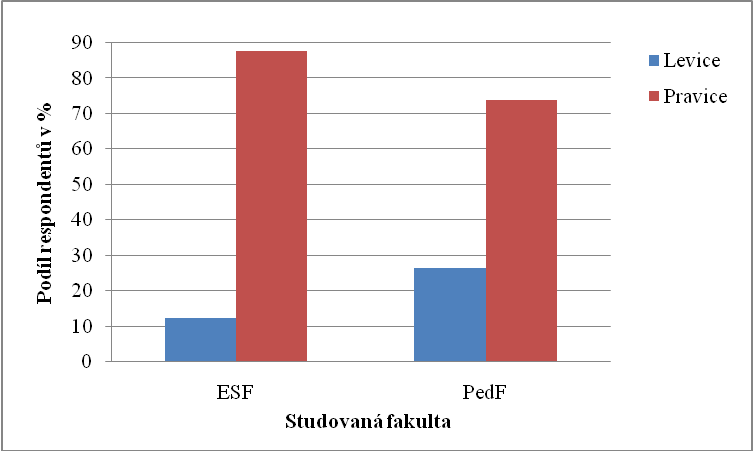 90
80
70
60
50
40
30
20
10
0
Podíl respondentů v %
ESF
PedF
Studovaná fakulta
Levice
Pravice